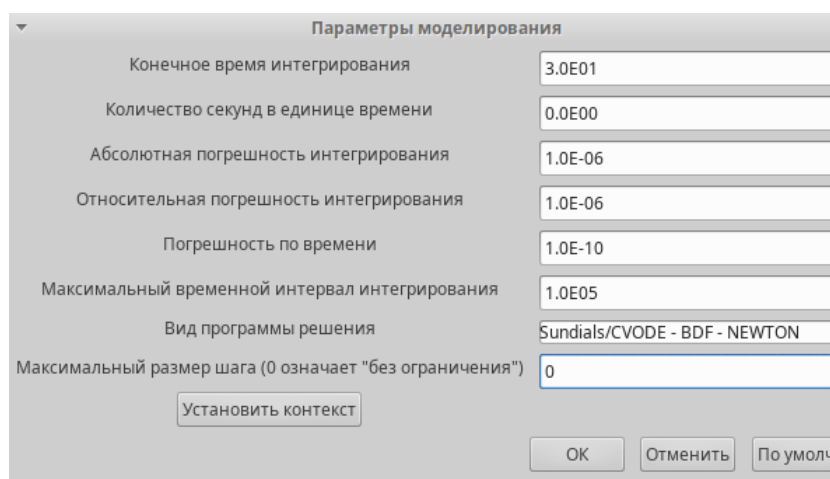 Параметры моделирования
Конечное время интегрирования 3.0E01
Количество секунд в единице времени 0.0E00
Абсолютная погрешность интегрирования 1.0E-06
Относительная погрешность интегрирования 1.0E-06
Погрешность по времени 1.0E-10
Максимальный временной интервал интегрирования 1.0E05
Вид программы решения Sundials/CVODE - BDF - NEWTON
Максимальный размер шага (0 означает "без ограничения") 0
Установить контекст
ОК Отменить По умолч